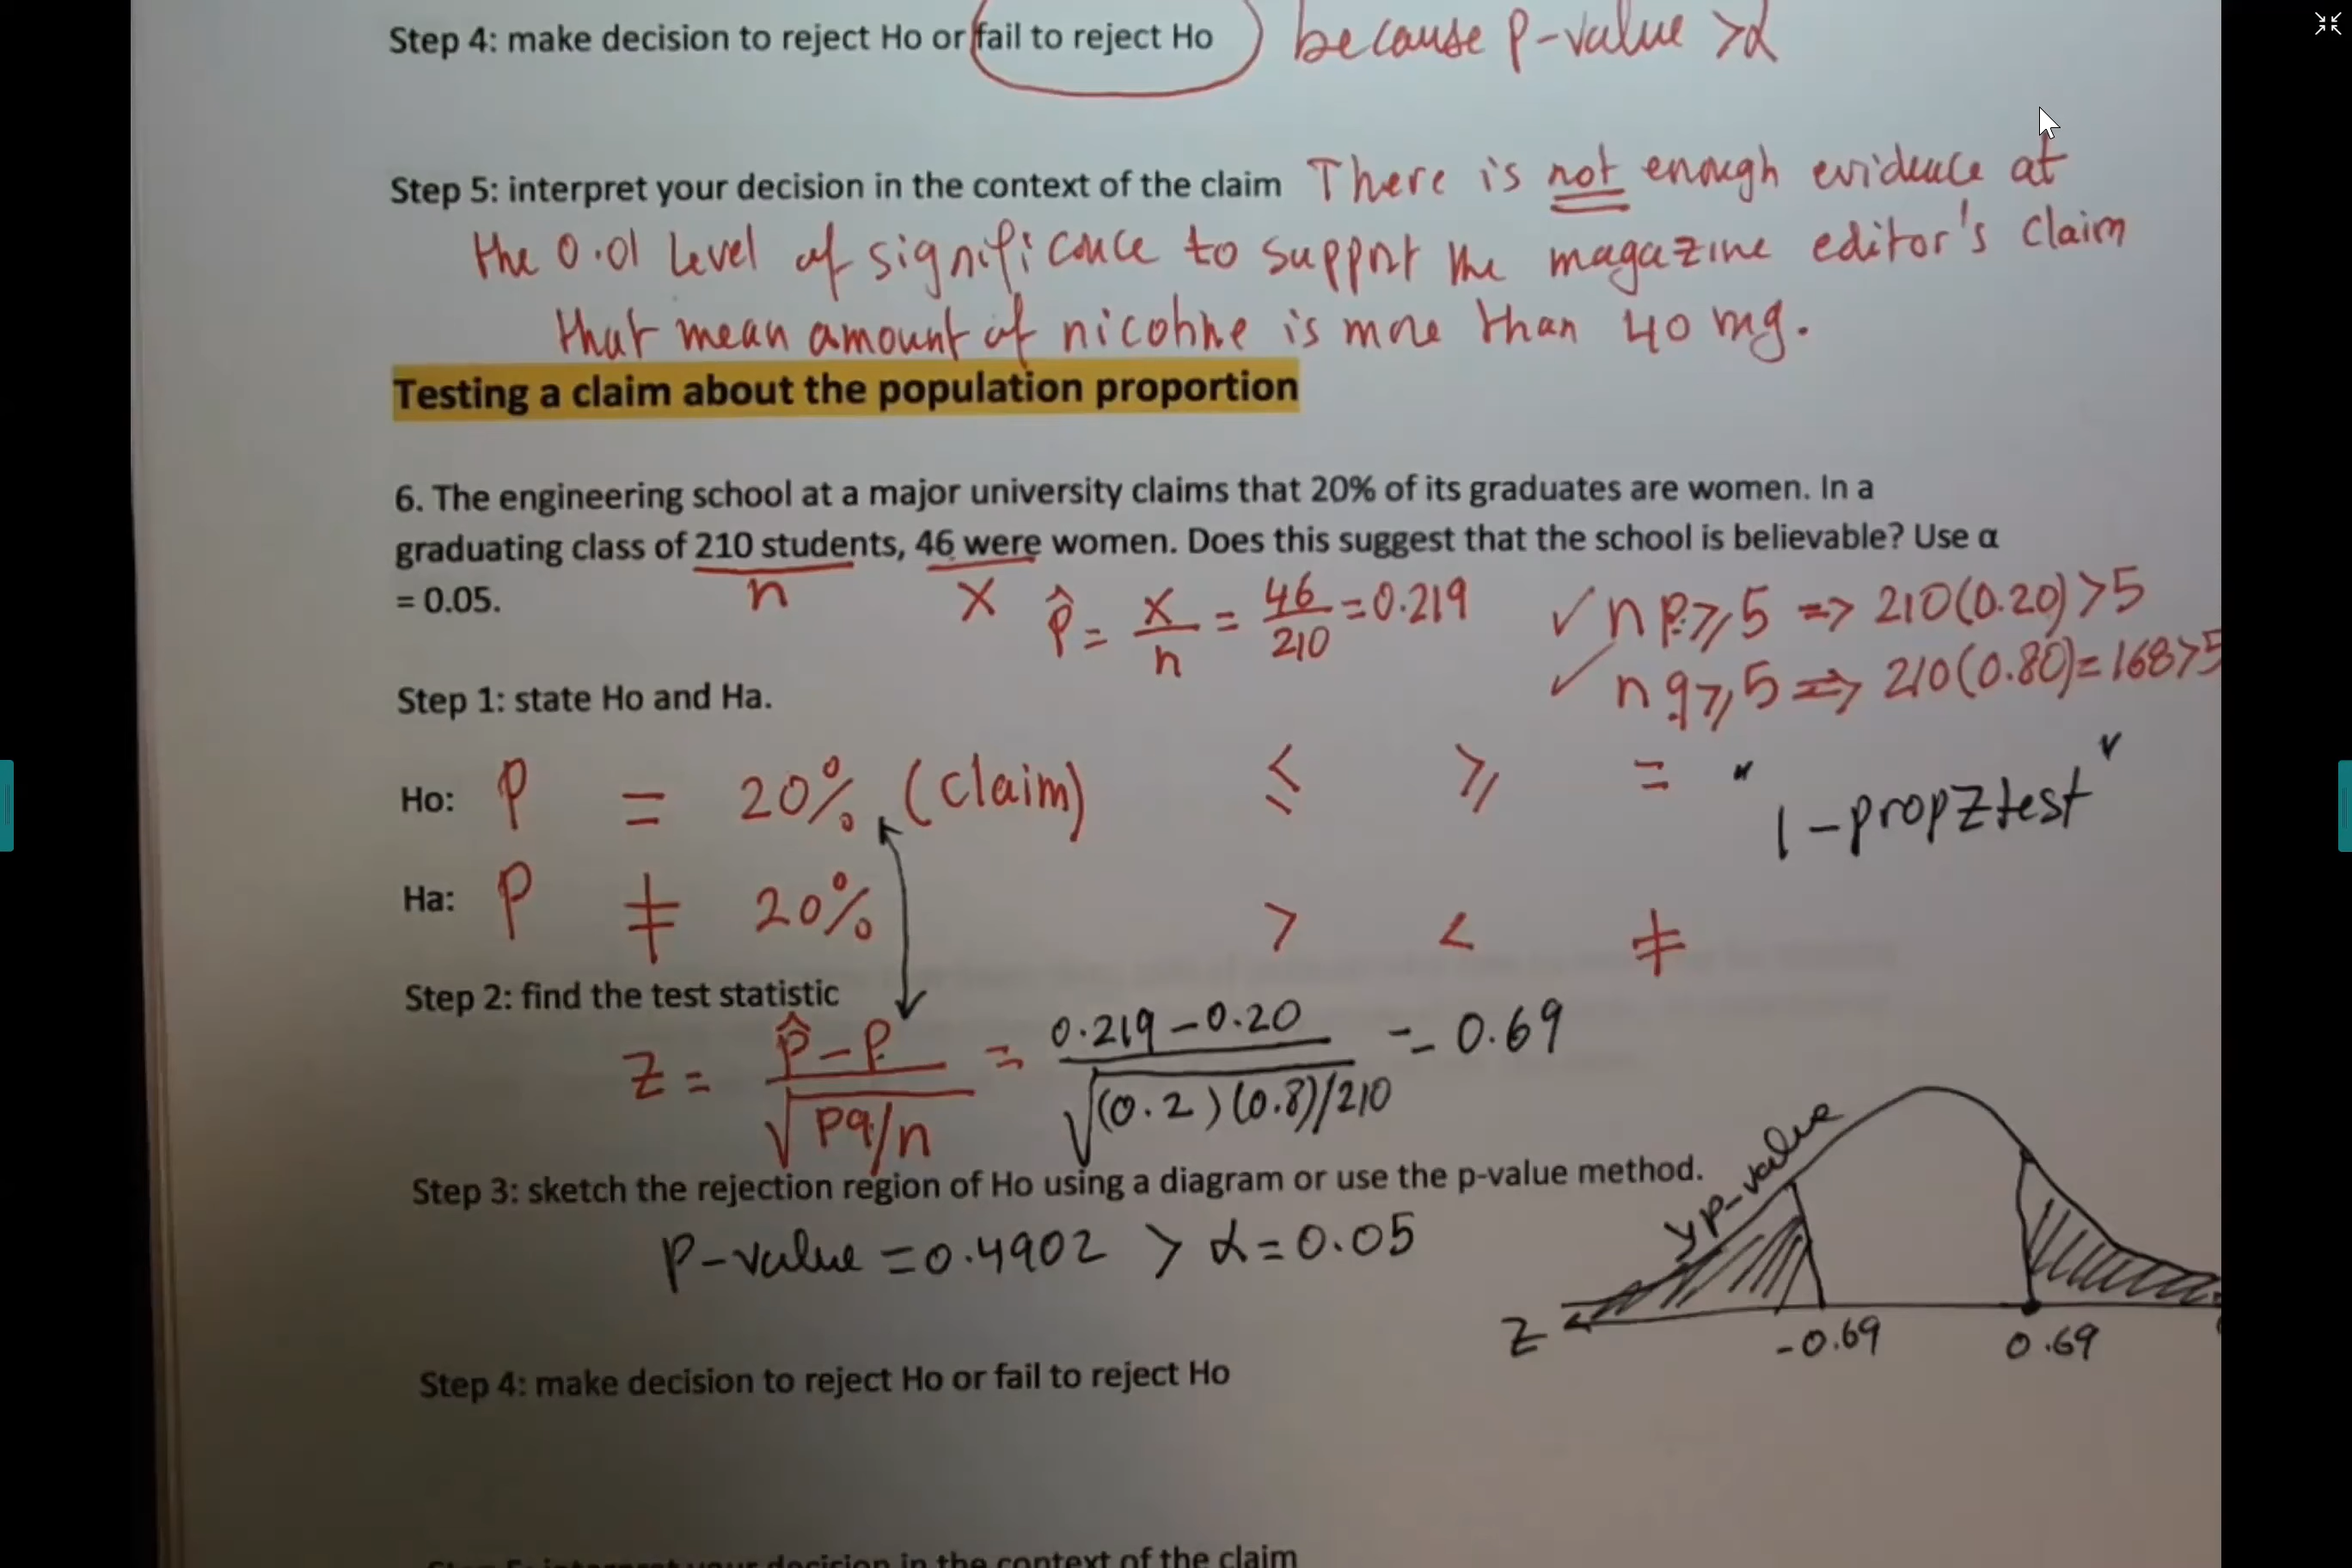 Step 4: make decision to reject Ho or fail to reject Ho because p-value >α
Step 5: interpret your decision in the context of the claim There is not enough evidence at
the 0.01 level of significance to support the magazine editor's claim
that mean amount of nicotine is more than 40 mg.
Testing a claim about the population proportion
6. The engineering school at a major university claims that 20% of its graduates are women. In a
graduating class of 210 students, 46 were women. Does this suggest that the school is believable? Use α
= 0.05.
n x p̂ = x/n = 46/210 = 0.219
✓ np ≥ 5 => 210(0.20) > 5
✓ nq ≥ 5 => 210(0.80) = 168 > 5
Step 1: state Ho and Ha.
Ho: P = 20% (claim) ≤ ≥ =
"1-propZtest"
Ha: P ≠ 20% > < ≠
Step 2: find the test statistic
Z = p̂ - p / √pq/n = 0.219 - 0.20 / √(0.2)(0.8)/210 = 0.69
Step 3: sketch the rejection region of Ho using a diagram or use the p-value method.
P-value = 0.4902 > α = 0.05
p-value
Z -0.69 0.69
Step 4: make decision to reject Ho or fail to reject Ho
interpret your decision in the context of the claim